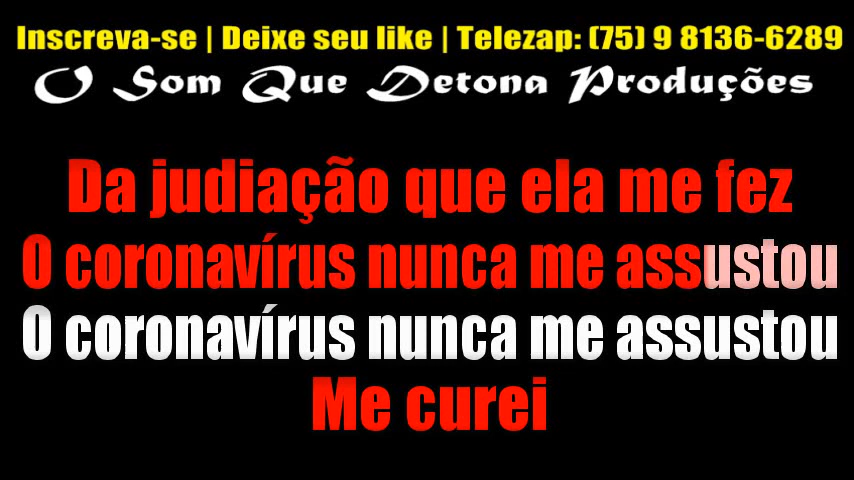 Inscreva-se | Deixe seu like | Telezap: (75) 9 8136-6289
O Som Que Detona Produções
Da judiação que ela me fez
O coronavírus nunca me assustou
O coronavírus nunca me assustou
Me curei